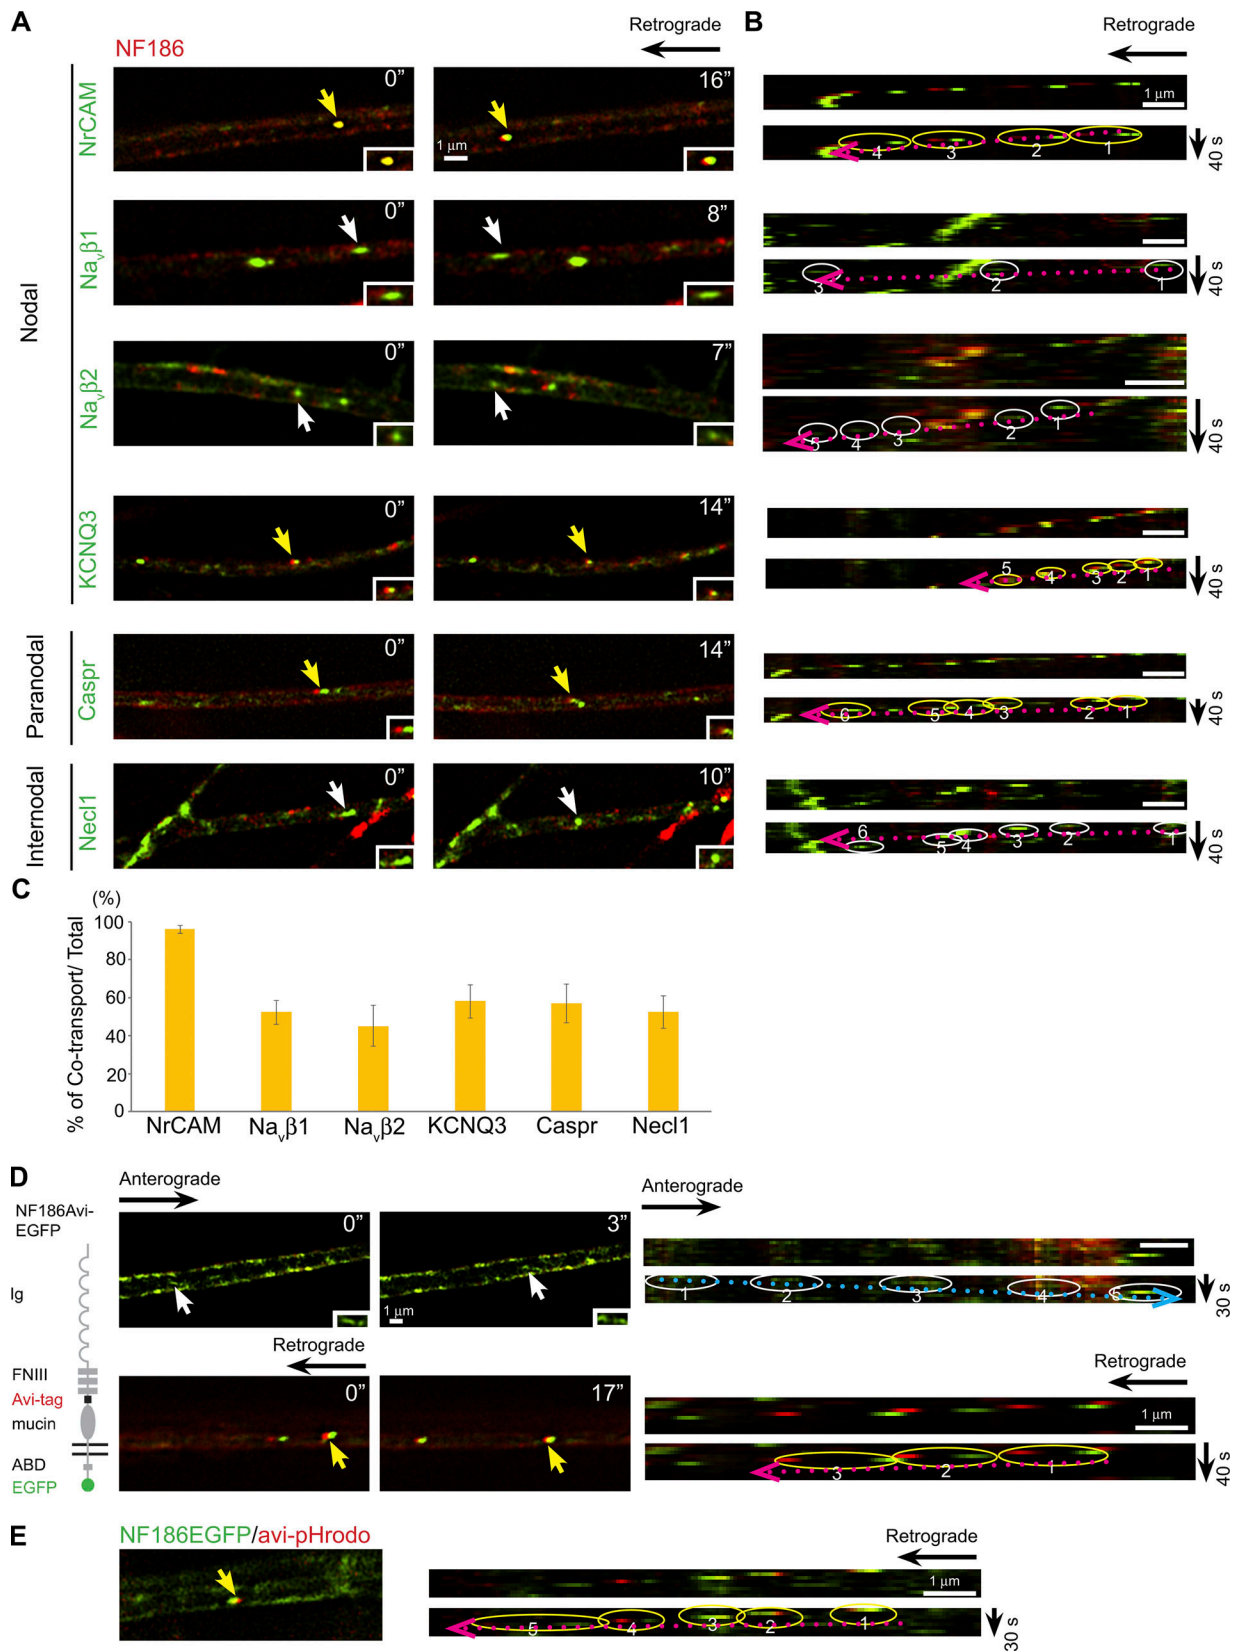 A
NF186
Retrograde
B
Retrograde
Nodal
NrCAM
0”
16”
1 μm
1 μm
4
3
2
1
40 s
Naᵥβ1
0”
8”
3
2
1
40 s
Naᵥβ2
0”
7”
5
4
3
2
1
40 s
KCNQ3
0”
14”
5
4
3
2
1
40 s
Paranodal
Caspr
0”
14”
6
5
4
3
2
1
40 s
Internodal
Necl1
0”
10”
6
5
4
3
2
1
40 s
C
(%)
% of Co-transport/ Total
100
80
60
40
20
0
NrCAM
Naᵥβ1
Naᵥβ2
KCNQ3
Caspr
Necl1
D
NF186Avi-
EGFP
Ig
FNIII
Avi-tag
mucin
ABD
EGFP
Anterograde
0”
3”
1 μm
Anterograde
1
2
3
4
5
30 s
Retrograde
0”
17”
Retrograde
1 μm
3
2
1
40 s
E
NF186EGFP/avi-pHrodo
Retrograde
1 μm
5
4
3
2
1
30 s